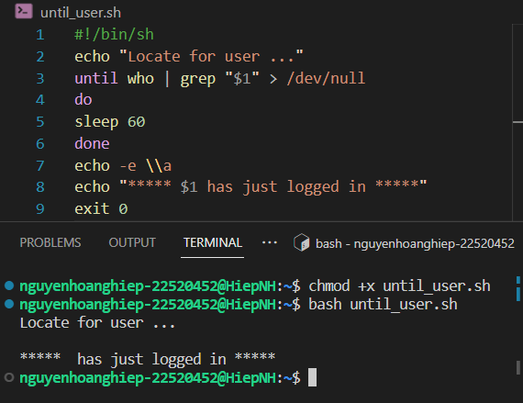 until_user.sh
1 #!/bin/sh
2 echo "Locate for user ..."
3 until who | grep "$1" > /dev/null
4 do
5 sleep 60
6 done
7 echo -e \\a
8 echo "***** $1 has just logged in *****"
9 exit 0
PROBLEMS OUTPUT TERMINAL ... bash - nguyenhoanghiep-22520452
nguyenhoanghiep-22520452@HiepNH:~$ chmod +x until_user.sh
nguyenhoanghiep-22520452@HiepNH:~$ bash until_user.sh
Locate for user ...
*****  has just logged in *****
nguyenhoanghiep-22520452@HiepNH:~$